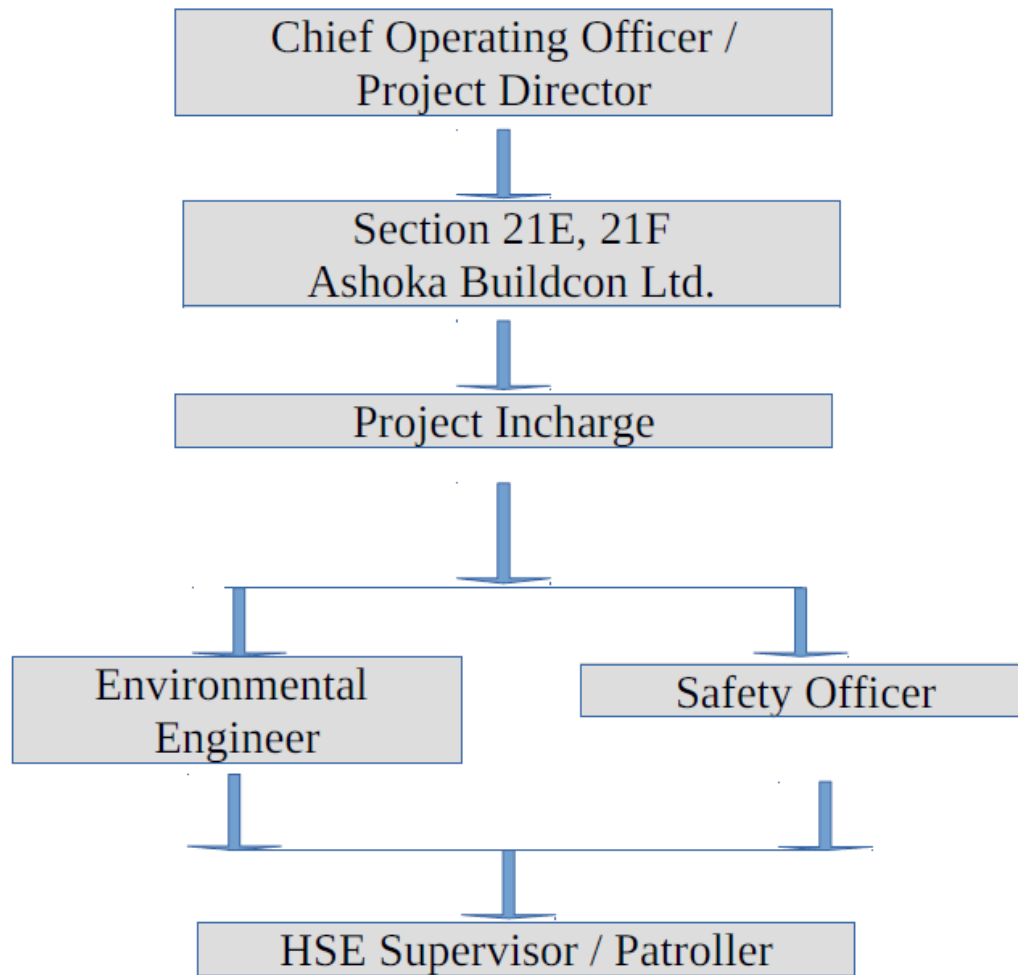 Chief Operating Officer /
Project Director
Section 21E, 21F
Ashoka Buildcon Ltd.
Project Incharge
Environmental
Engineer
Safety Officer
HSE Supervisor / Patroller